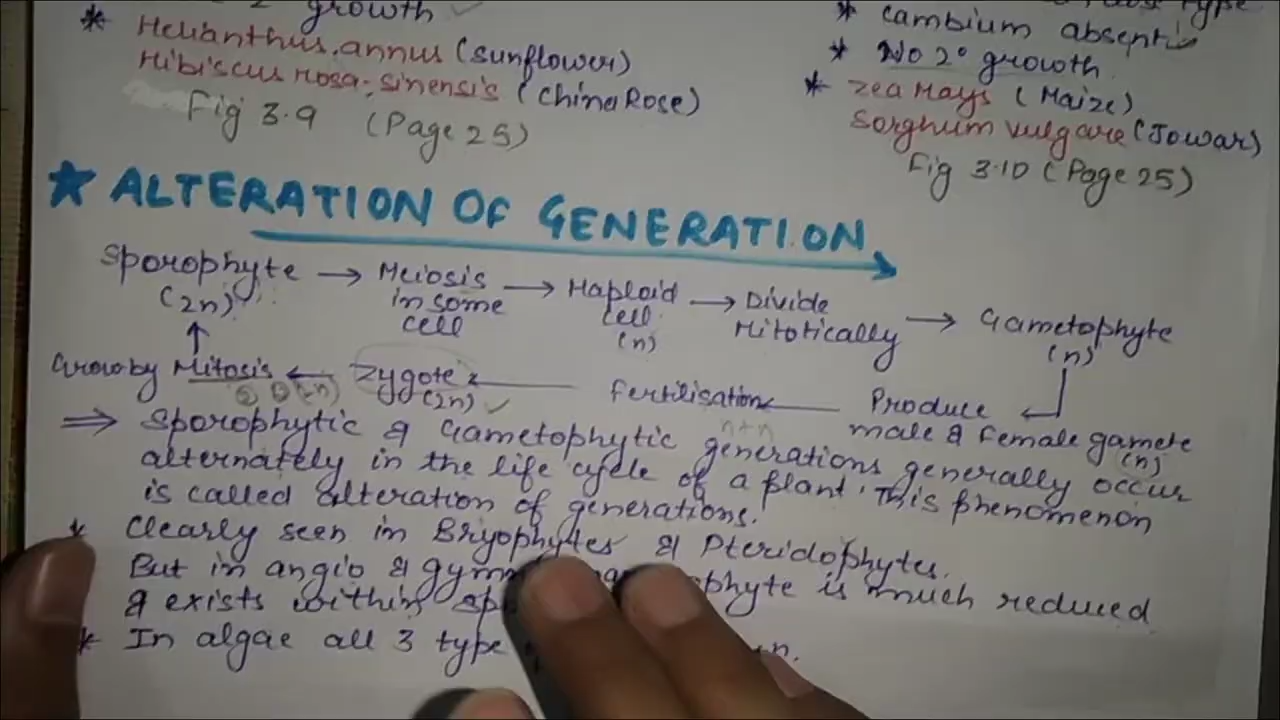 growth
* Helianthus annus (sunflower)
Hibiscus rosa-sinensis (China Rose)
Fig 3.9 (Page 25)
type
* cambium absent
* No 2° growth
* Zea Mays (Maize)
Sorghum vulgare (Jowar)
Fig 3.10 (Page 25)
★ ALTERATION OF GENERATION
Sporophyte → Meiosis → Haploid → Divide → Gametophyte
(2n) in some cell. Mitotically (n)
cell (n)
Grow by Mitosis ← Zygote ← Fertilisation ← Produce
(2n) ✓ n+n male & female gamete
(n)
⇒ Sporophytic & Gametophytic generations generally occur
alternately in the life cycle of a plant. This phenomenon
is called alteration of generations.
* Clearly seen in Bryophytes & Pteridophytes.
But in angio & is much reduced
& exists within
* In algae all 3 type